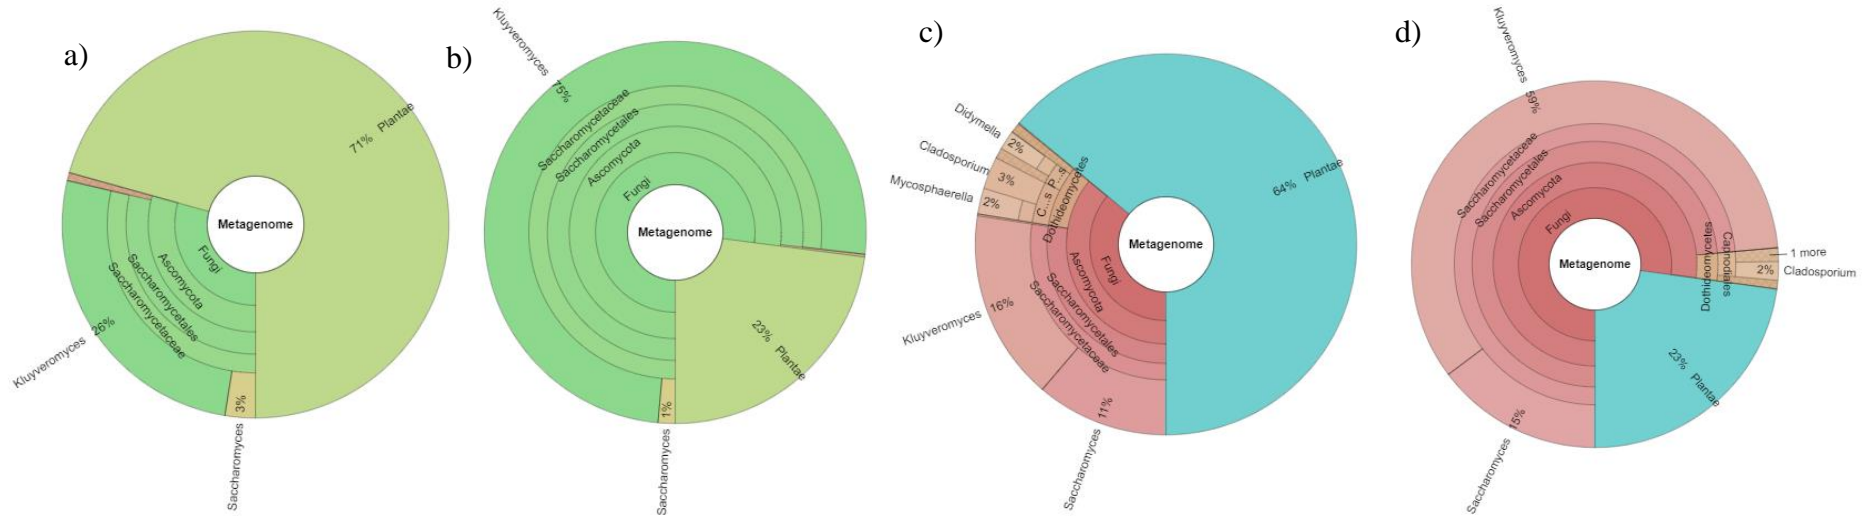 a)
71% Plantae
Metagenome
Fungi
Ascomycota
Saccharomycetales
Saccharomycetaceae
Kluyveromyces 26%
3%
Saccharomyces
b)
Kluyveromyces 75%
Saccharomycetaceae
Saccharomycetales
Ascomycota
Fungi
Metagenome
23% Plantae
1%
Saccharomyces
c)
Didymella
2%
Cladosporium
3%
Mycosphaerella
2%
C...s P...s
Dothideomycetes
64% Plantae
Metagenome
Fungi
Ascomycota
Saccharomycetales
Saccharomycetaceae
Kluyveromyces 16%
Saccharomyces 11%
d)
Kluyveromyces 59%
Saccharomycetaceae
Saccharomycetales
Ascomycota
Fungi
Metagenome
Dothideomycetes
Capnodiales
1 more
2% Cladosporium
23% Plantae
Saccharomyces 15%